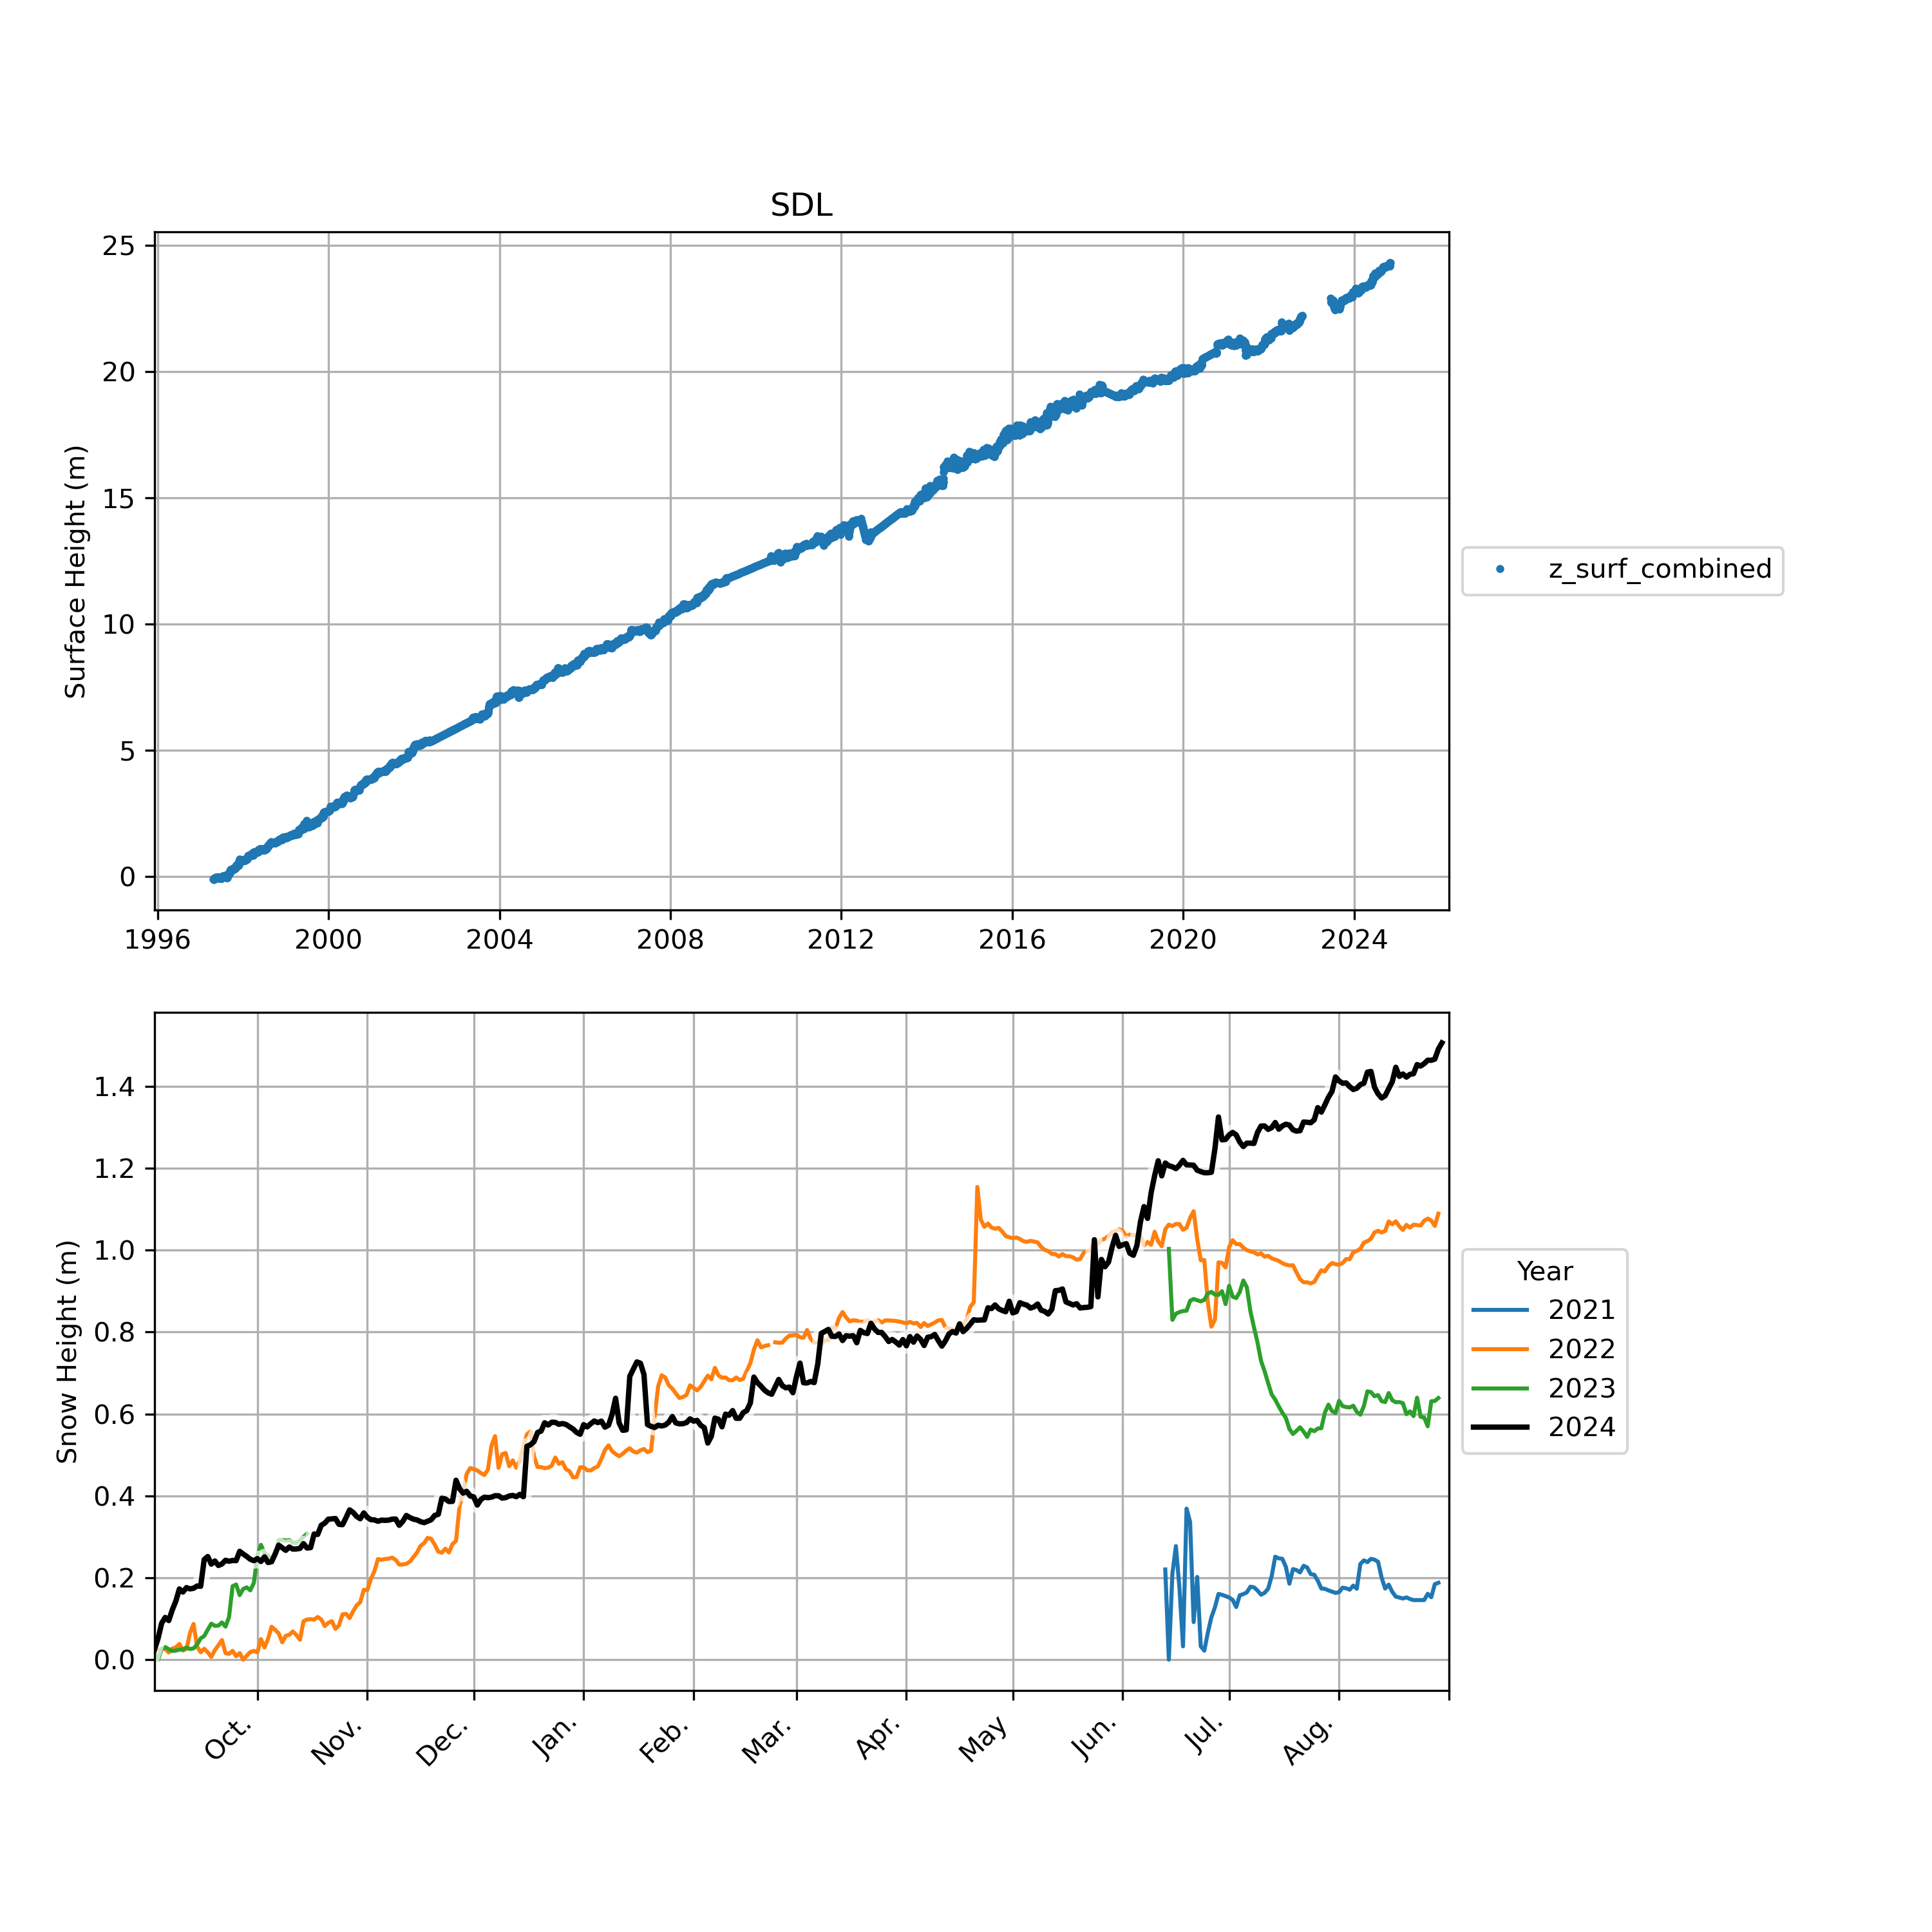 SDL
Surface Height (m)
25
20
15
10
5
0
1996 2000 2004 2008 2012 2016 2020 2024
z_surf_combined
Snow Height (m)
1.4
1.2
1.0
0.8
0.6
0.4
0.2
0.0
Oct. Nov. Dec. Jan. Feb. Mar. Apr. May Jun. Jul. Aug.
Year
2021
2022
2023
2024